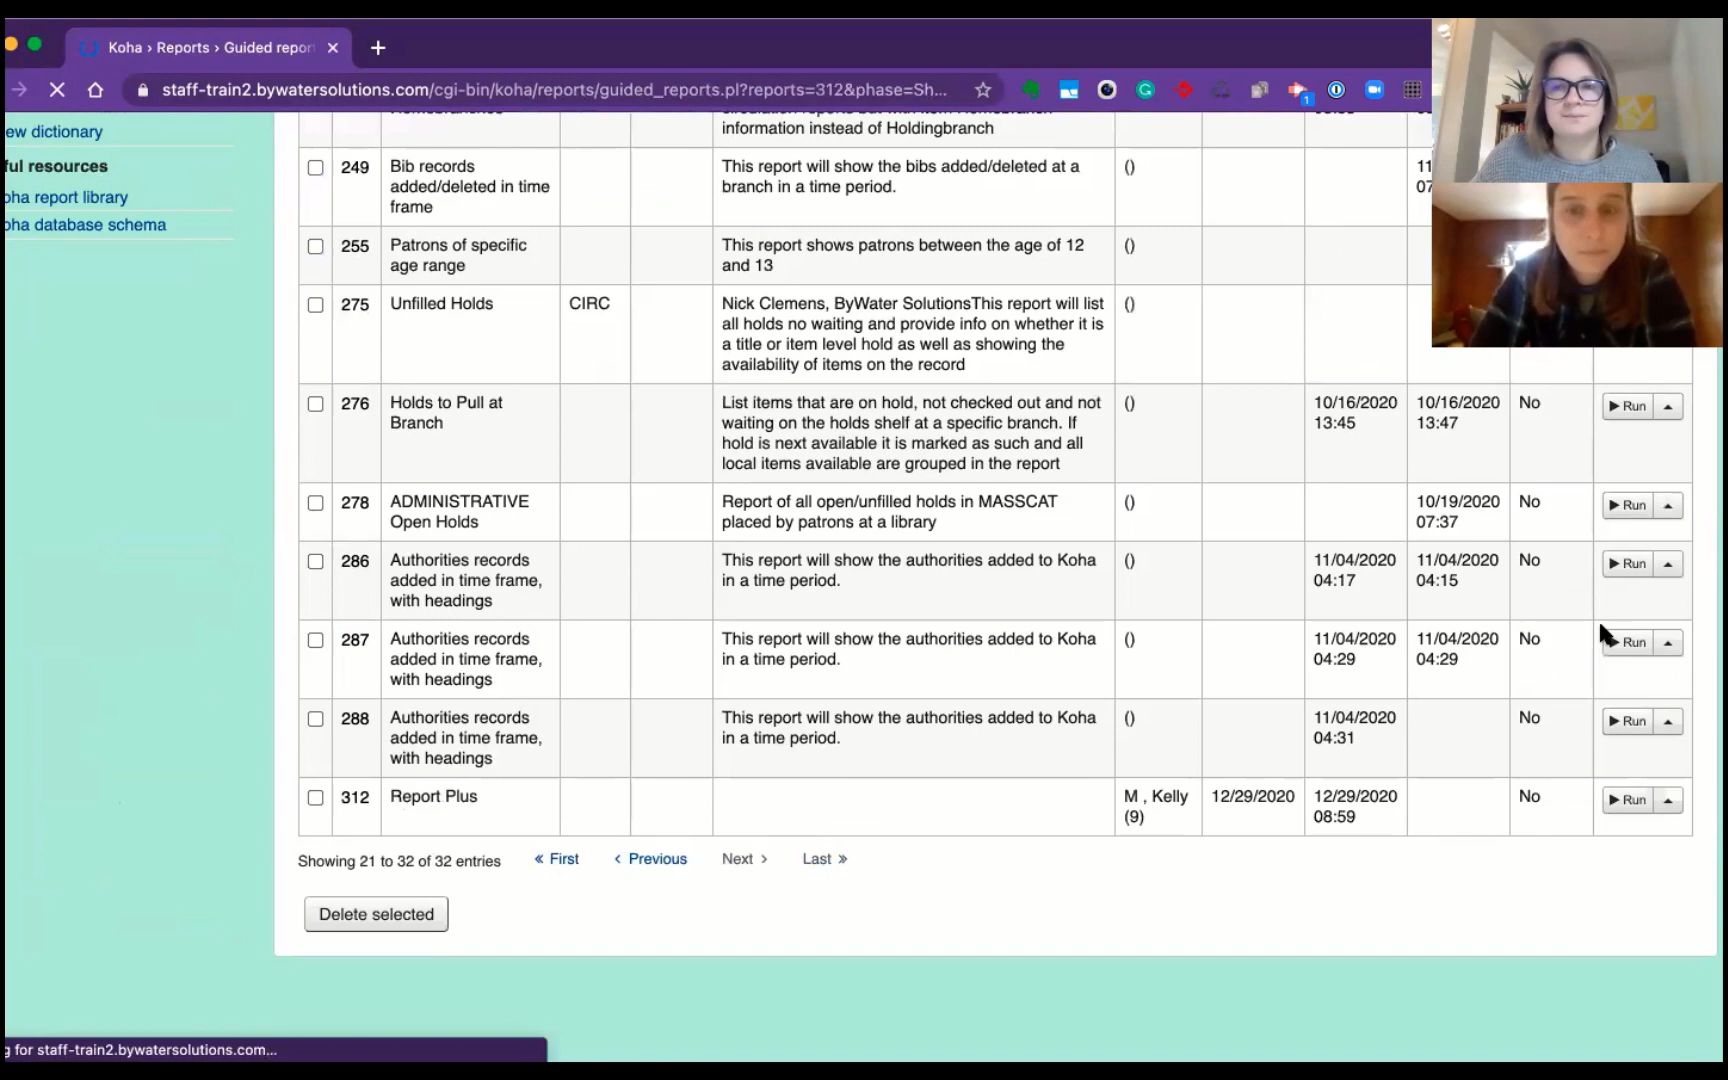 Koha › Reports › Guided repor
staff-train2.bywatersolutions.com/cgi-bin/koha/reports/guided_reports.pl?reports=312&phase=Sh...
1
ew dictionary
ful resources
oha report library
oha database schema
information instead of Holdingbranch
249 Bib records This report will show the bibs added/deleted at a () 11
added/deleted in time branch in a time period. 07
frame
255 Patrons of specific This report shows patrons between the age of 12 ()
age range and 13
275 Unfilled Holds CIRC Nick Clemens, ByWater SolutionsThis report will list ()
all holds no waiting and provide info on whether it is
a title or item level hold as well as showing the
availability of items on the record
276 Holds to Pull at List items that are on hold, not checked out and not () 10/16/2020 10/16/2020 No Run
Branch waiting on the holds shelf at a specific branch. If 13:45 13:47
hold is next available it is marked as such and all
local items available are grouped in the report
278 ADMINISTRATIVE Report of all open/unfilled holds in MASSCAT () 10/19/2020 No Run
Open Holds placed by patrons at a library 07:37
286 Authorities records This report will show the authorities added to Koha () 11/04/2020 11/04/2020 No Run
added in time frame, in a time period. 04:17 04:15
with headings
287 Authorities records This report will show the authorities added to Koha () 11/04/2020 11/04/2020 No Run
added in time frame, in a time period. 04:29 04:29
with headings
288 Authorities records This report will show the authorities added to Koha () 11/04/2020 No Run
added in time frame, in a time period. 04:31
with headings
312 Report Plus M , Kelly 12/29/2020 12/29/2020 No Run
(9) 08:59
Showing 21 to 32 of 32 entries « First ‹ Previous Next › Last »
Delete selected
g for staff-train2.bywatersolutions.com...